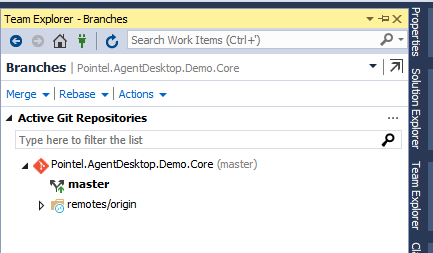 Team Explorer - Branches
Search Work Items (Ctrl+')
Branches | Pointel.AgentDesktop.Demo.Core
Merge | Rebase | Actions
Active Git Repositories
Type here to filter the list
Pointel.AgentDesktop.Demo.Core (master)
master
remotes/origin
Properties
Solution Explorer
Team Explorer